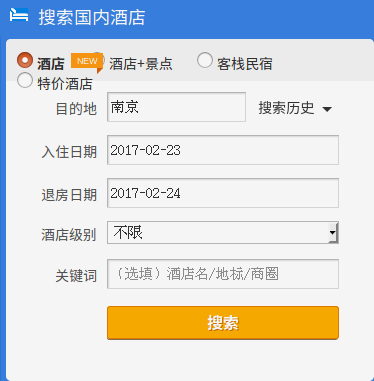 搜索国内酒店
酒店 NEW 酒店+景点 客栈民宿
特价酒店
目的地 南京 搜索历史
入住日期 2017-02-23
退房日期 2017-02-24
酒店级别 不限
关键词 （选填）酒店名/地标/商圈
搜索